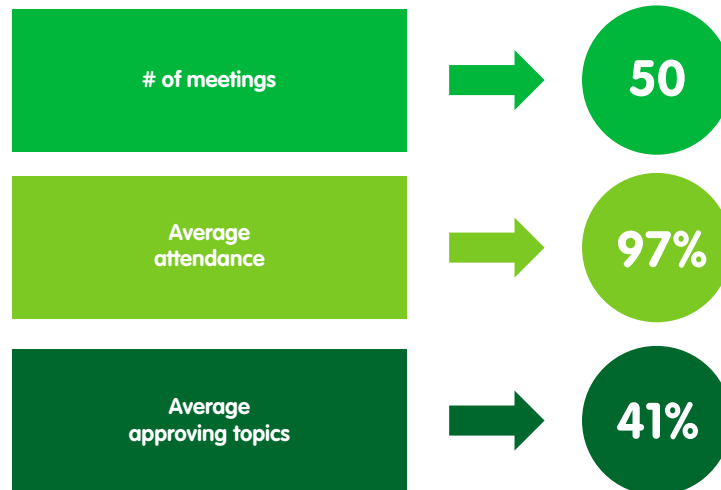 # of meetings
50
Average
attendance
97%
Average
approving topics
41%